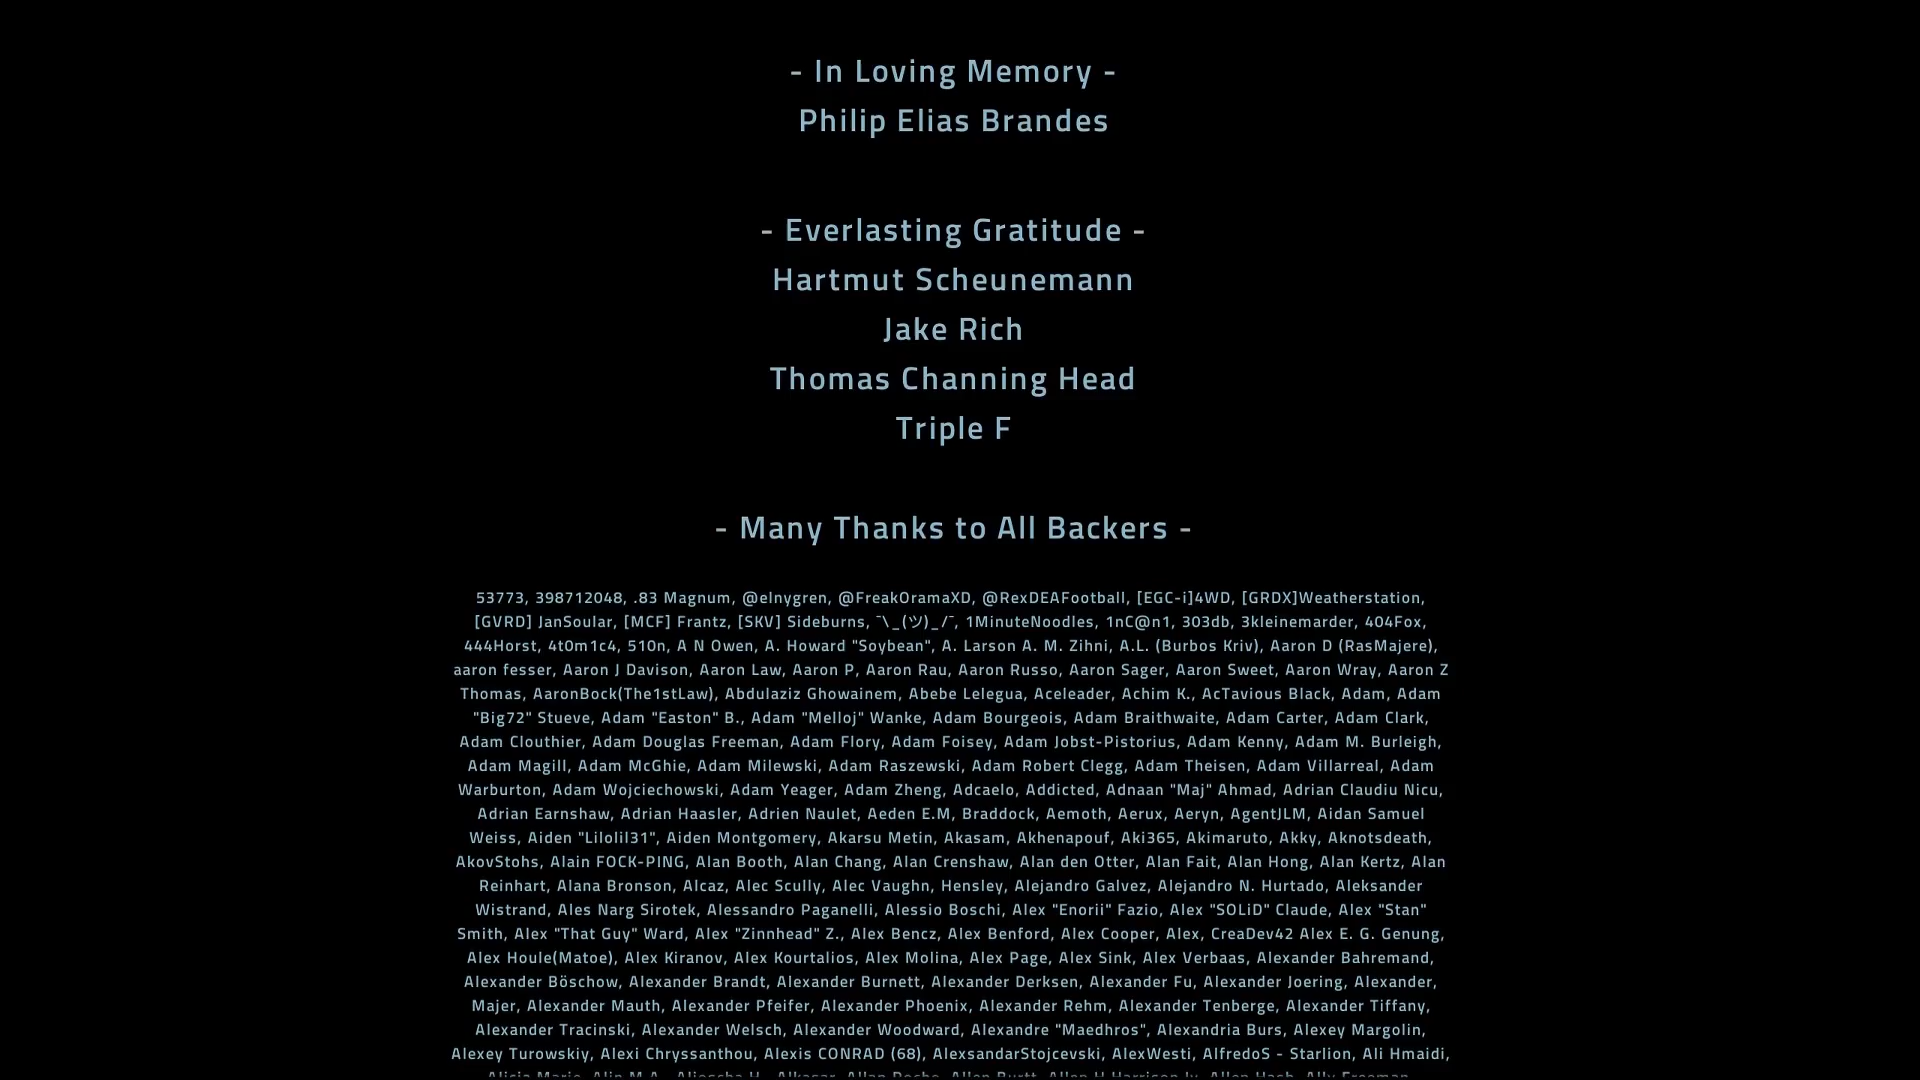 - In Loving Memory -
Philip Elias Brandes
- Everlasting Gratitude -
Hartmut Scheunemann
Jake Rich
Thomas Channing Head
Triple F
- Many Thanks to All Backers -
53773, 398712048, .83 Magnum, @elnygren, @FreakOramaXD, @RexDEAFootball, [EGC-i]4WD, [GRDX]Weatherstation,
[GVRD] JanSoular, [MCF] Frantz, [SKV] Sideburns, ¯\_(ツ)_/¯, 1MinuteNoodles, 1nC@n1, 303db, 3kleinemarder, 404Fox,
444Horst, 4t0m1c4, 510n, A N Owen, A. Howard "Soybean", A. Larson A. M. Zihni, A.L. (Burbos Kriv), Aaron D (RasMajere),
aaron fesser, Aaron J Davison, Aaron Law, Aaron P, Aaron Rau, Aaron Russo, Aaron Sager, Aaron Sweet, Aaron Wray, Aaron Z
Thomas, AaronBock(The1stLaw), Abdulaziz Ghowainem, Abebe Lelegua, Aceleader, Achim K., AcTavious Black, Adam, Adam
"Big72" Stueve, Adam "Easton" B., Adam "Melloj" Wanke, Adam Bourgeois, Adam Braithwaite, Adam Carter, Adam Clark,
Adam Clouthier, Adam Douglas Freeman, Adam Flory, Adam Foisey, Adam Jobst-Pistorius, Adam Kenny, Adam M. Burleigh,
Adam Magill, Adam McGhie, Adam Milewski, Adam Raszewski, Adam Robert Clegg, Adam Theisen, Adam Villarreal, Adam
Warburton, Adam Wojciechowski, Adam Yeager, Adam Zheng, Adcaelo, Addicted, Adnaan "Maj" Ahmad, Adrian Claudiu Nicu,
Adrian Earnshaw, Adrian Haasler, Adrien Naulet, Aeden E.M, Braddock, Aemoth, Aerux, Aeryn, AgentJLM, Aidan Samuel
Weiss, Aiden "Lilolil31", Aiden Montgomery, Akarsu Metin, Akasam, Akhenapouf, Aki365, Akimaruto, Akky, Aknotsdeath,
AkovStohs, Alain FOCK-PING, Alan Booth, Alan Chang, Alan Crenshaw, Alan den Otter, Alan Fait, Alan Hong, Alan Kertz, Alan
Reinhart, Alana Bronson, Alcaz, Alec Scully, Alec Vaughn, Hensley, Alejandro Galvez, Alejandro N. Hurtado, Aleksander
Wistrand, Ales Narg Sirotek, Alessandro Paganelli, Alessio Boschi, Alex "Enorii" Fazio, Alex "SOLiD" Claude, Alex "Stan"
Smith, Alex "That Guy" Ward, Alex "Zinnhead" Z., Alex Bencz, Alex Benford, Alex Cooper, Alex, CreaDev42 Alex E. G. Genung,
Alex Houle(Matoe), Alex Kiranov, Alex Kourtalios, Alex Molina, Alex Page, Alex Sink, Alex Verbaas, Alexander Bahremand,
Alexander Böschow, Alexander Brandt, Alexander Burnett, Alexander Derksen, Alexander Fu, Alexander Joering, Alexander,
Majer, Alexander Mauth, Alexander Pfeifer, Alexander Phoenix, Alexander Rehm, Alexander Tenberge, Alexander Tiffany,
Alexander Tracinski, Alexander Welsch, Alexander Woodward, Alexandre "Maedhros", Alexandria Burs, Alexey Margolin,
Alexey Turowskiy, Alexi Chryssanthou, Alexis CONRAD (68), AlexsandarStojcevski, AlexWesti, AlfredoS - Starlion, Ali Hmaidi,